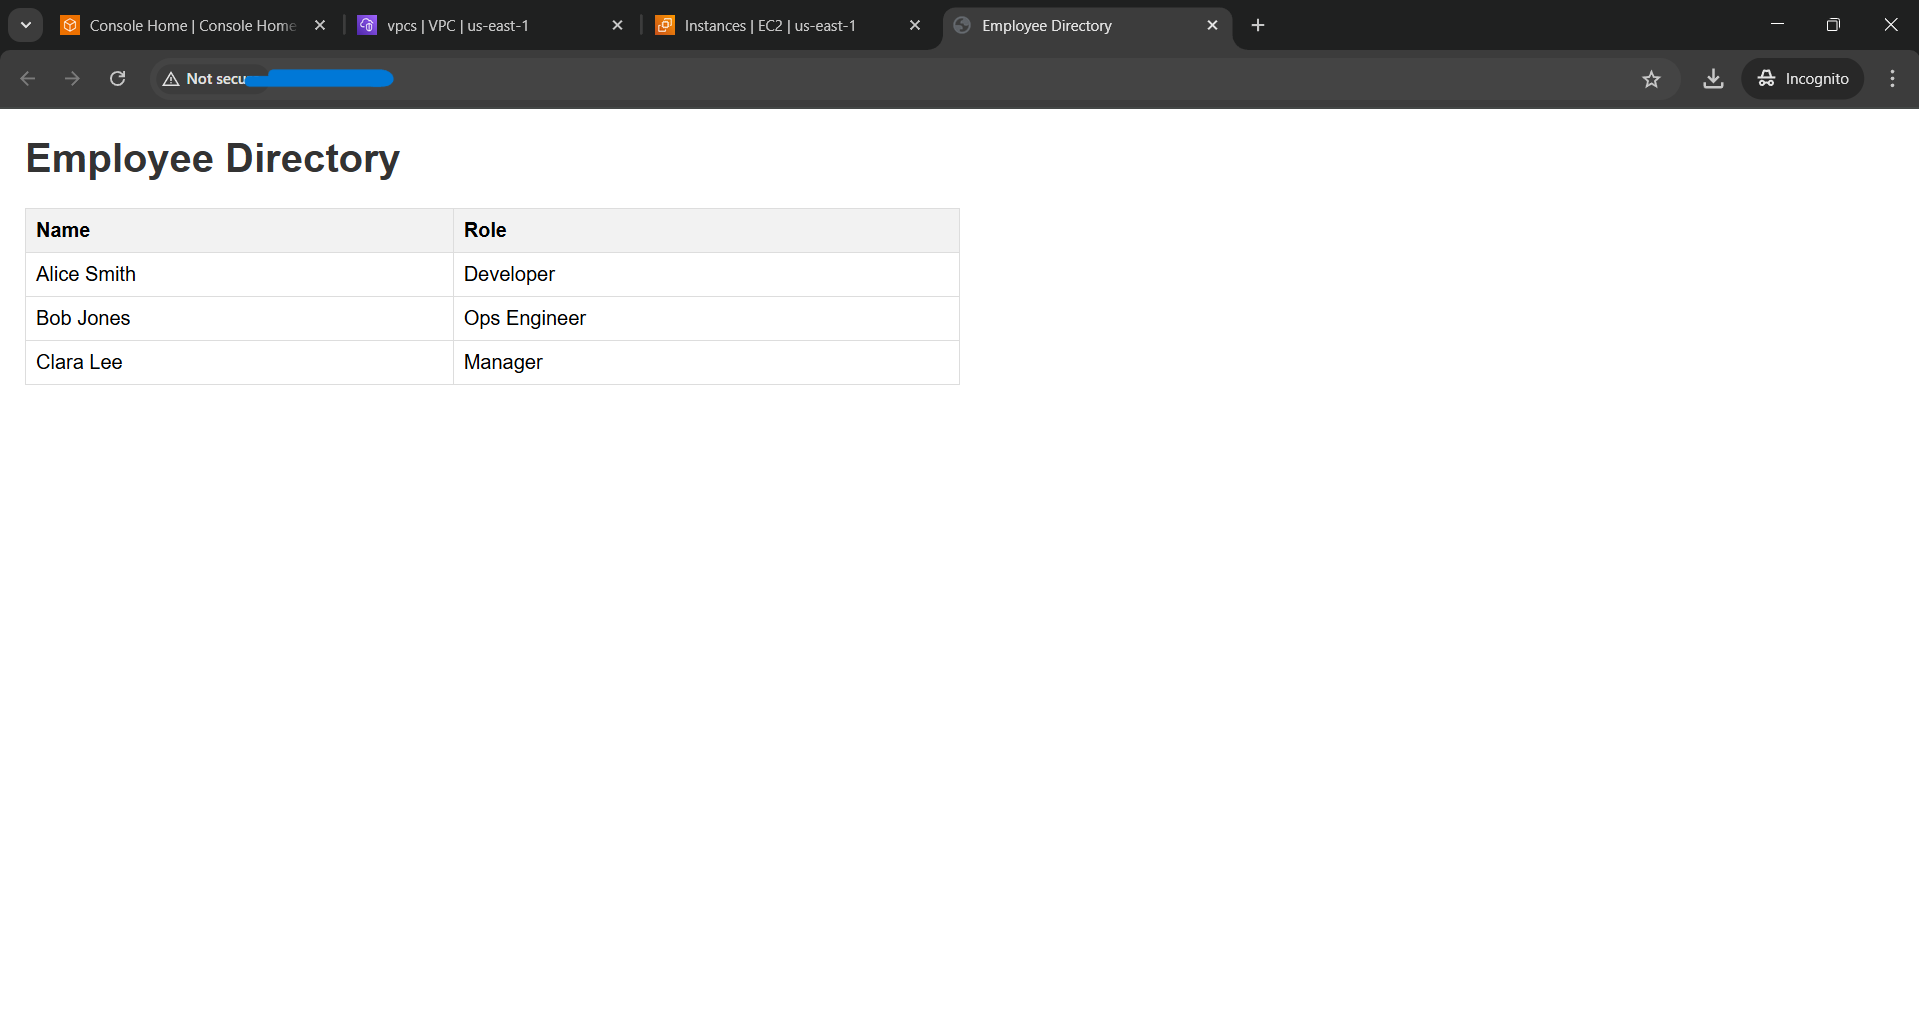 Console Home | Console Home
vpcs | VPC | us-east-1
Instances | EC2 | us-east-1
Employee Directory
Not secu
Incognito
Employee Directory
Name Role
Alice Smith Developer
Bob Jones Ops Engineer
Clara Lee Manager